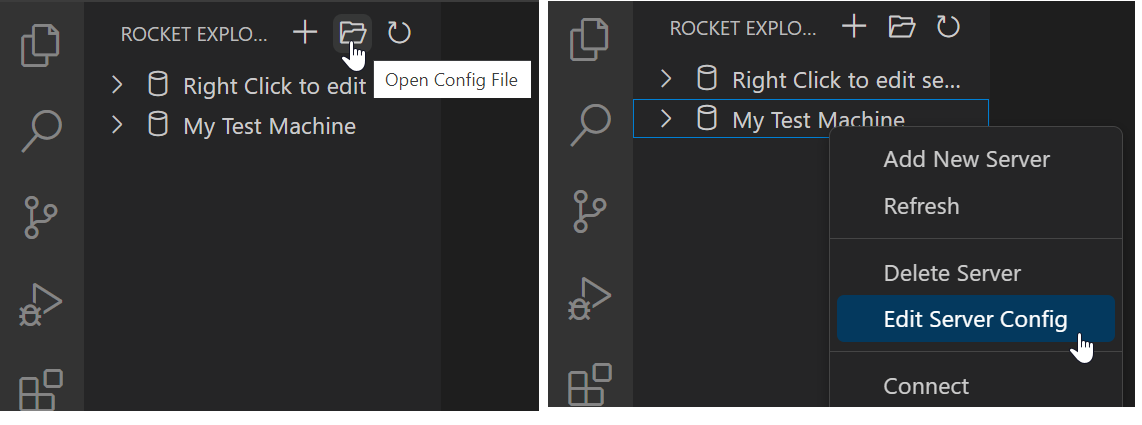 ROCKET EXPLO...
Open Config File
Right Click to edit
My Test Machine
ROCKET EXPLO...
Right Click to edit se...
My Test Machine
Add New Server
Refresh
Delete Server
Edit Server Config
Connect